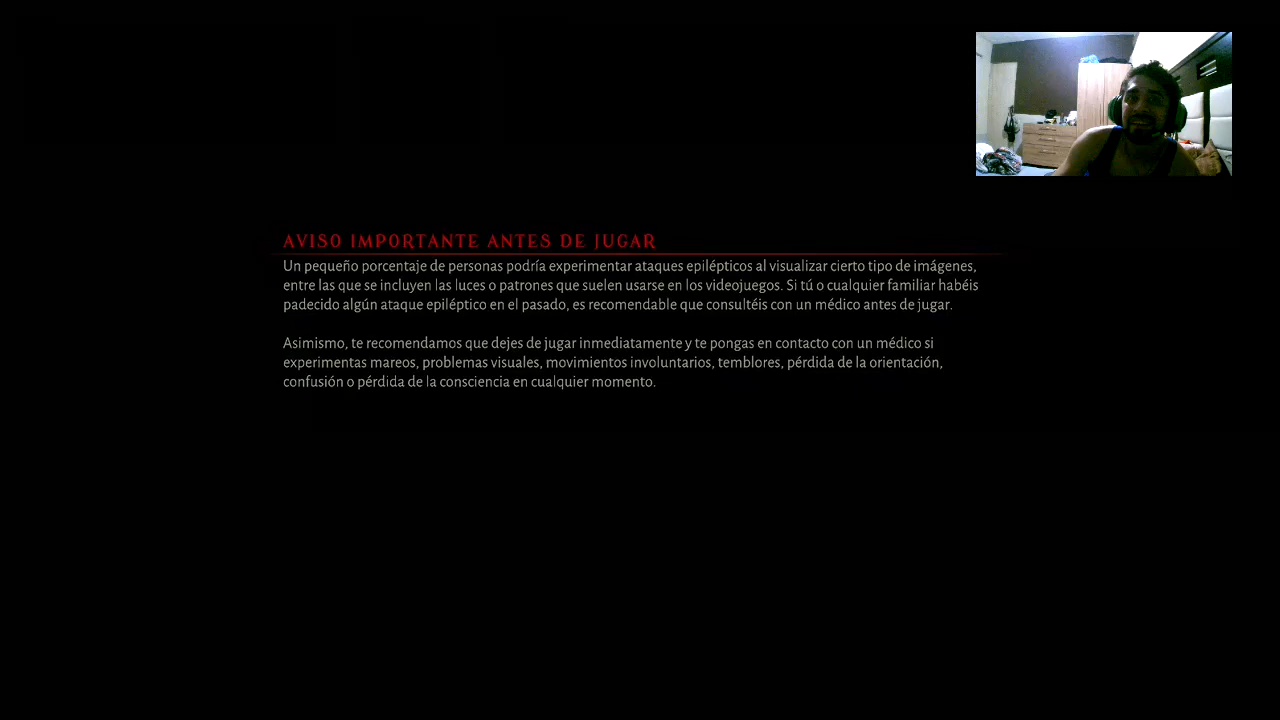 AVISO IMPORTANTE ANTES DE JUGAR
Un pequeño porcentaje de personas podría experimentar ataques epilépticos al visualizar cierto tipo de imágenes,
entre las que se incluyen las luces o patrones que suelen usarse en los videojuegos. Si tú o cualquier familiar habéis
padecido algún ataque epiléptico en el pasado, es recomendable que consultéis con un médico antes de jugar.
Asimismo, te recomendamos que dejes de jugar inmediatamente y te pongas en contacto con un médico si
experimentas mareos, problemas visuales, movimientos involuntarios, temblores, pérdida de la orientación,
confusión o pérdida de la consciencia en cualquier momento.